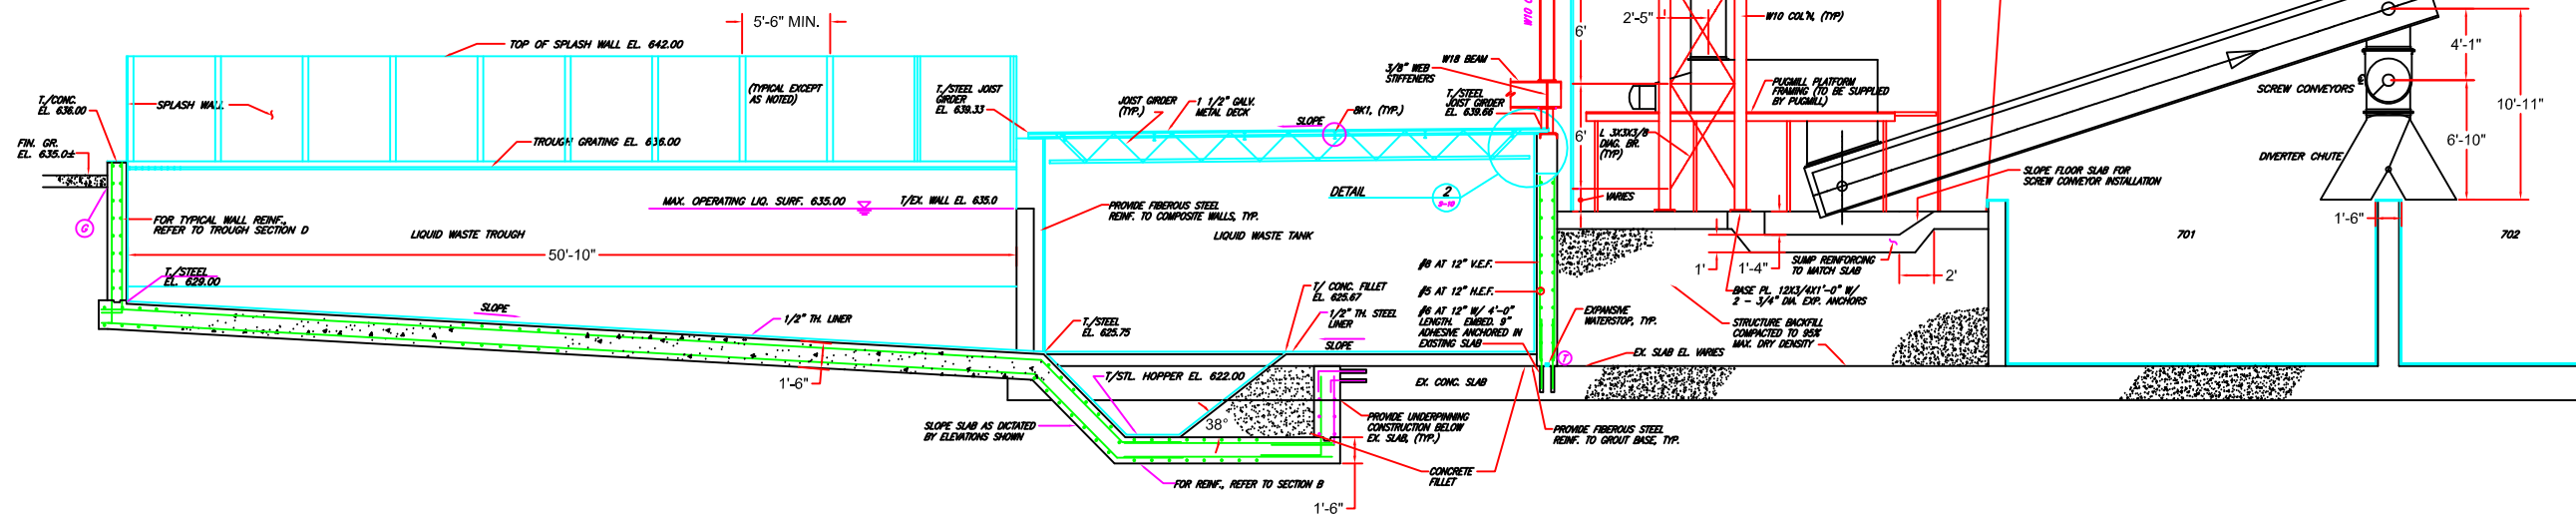 5'-6" MIN.
TOP OF SPLASH WALL EL. 642.00
T./CONC.
EL. 636.00
SPLASH WALL
(TYPICAL EXCEPT
AS NOTED)
FIN. GR.
EL. 635.0±
TROUGH GRATING EL. 636.00
T./STEEL JOIST
GIRDER
EL. 639.33
JOIST GIRDER
(TYP.)
1 1/2" GALV.
METAL DECK
SLOPE
BK1, (TYP.)
W18 BEAM
3/8" WEB
STIFFENERS
T./STEEL
JOIST GIRDER
EL. 639.66
W10 C
6'
6'
2'-5"
W10 COL'N, (TYP)
PUGMILL PLATFORM
FRAMING (TO BE SUPPLIED
BY PUGMILL)
L 3X3X3/8
DIAG. BR.
(TYP)
VARIES
SCREW CONVEYORS
DIVERTER CHUTE
4'-1"
10'-11"
6'-10"
1'-6"
SLOPE FLOOR SLAB FOR
SCREW CONVEYOR INSTALLATION
701
702
G
FOR TYPICAL WALL REINF.,
REFER TO TROUGH SECTION D
LIQUID WASTE TROUGH
MAX. OPERATING LIQ. SURF. 635.00
T/EX. WALL EL. 635.0
50'-10"
PROVIDE FIBEROUS STEEL
REINF. TO COMPOSITE WALLS, TYP.
LIQUID WASTE TANK
DETAIL
2
T./STEEL
EL. 629.00
SLOPE
1/2" TH. LINER
1'-6"
T./STEEL
EL. 625.75
T/ CONC. FILLET
EL. 625.67
1/2" TH. STEEL
LINER
SLOPE
#8 AT 12" V.E.F.
#5 AT 12" H.E.F.
#6 AT 12" W/ 4'-0"
LENGTH. EMBED. 9"
ADHESIVE ANCHORED IN
EXISTING SLAB
EXPANSIVE
WATERSTOP, TYP.
T
1'
1'-4"
SUMP REINFORCING
TO MATCH SLAB
2'
BASE PL. 12X3/4X1'-0" W/
2 - 3/4" DIA. EXP. ANCHORS
STRUCTURE BACKFILL
COMPACTED TO 95%
MAX. DRY DENSITY
EX. SLAB EL. VARIES
T/STL. HOPPER EL. 622.00
EX. CONC. SLAB
38°
SLOPE SLAB AS DICTATED
BY ELEVATIONS SHOWN
PROVIDE UNDERPINNING
CONSTRUCTION BELOW
EX. SLAB, (TYP.)
PROVIDE FIBEROUS STEEL
REINF. TO GROUT BASE, TYP.
CONCRETE
FILLET
FOR REINF., REFER TO SECTION B
1'-6"